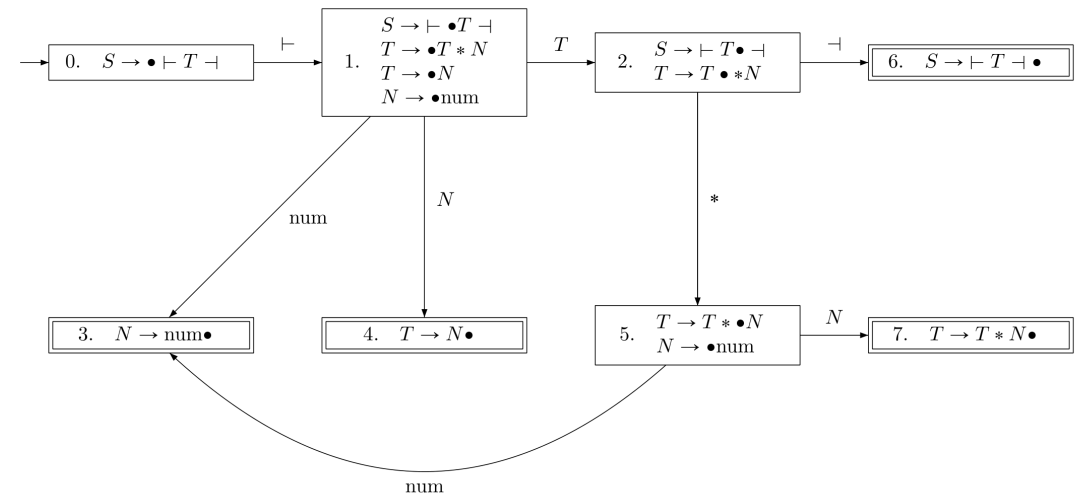 0. S → • ⊢ T ⊣
⊢
1.
S → ⊢ •T ⊣
T → •T ∗ N
T → •N
N → •num
T
2.
S → ⊢ T• ⊣
T → T • ∗N
⊣
6. S → ⊢ T ⊣ •
num
N
∗
3. N → num•
4. T → N•
5.
T → T ∗ •N
N → •num
N
7. T → T ∗ N•
num